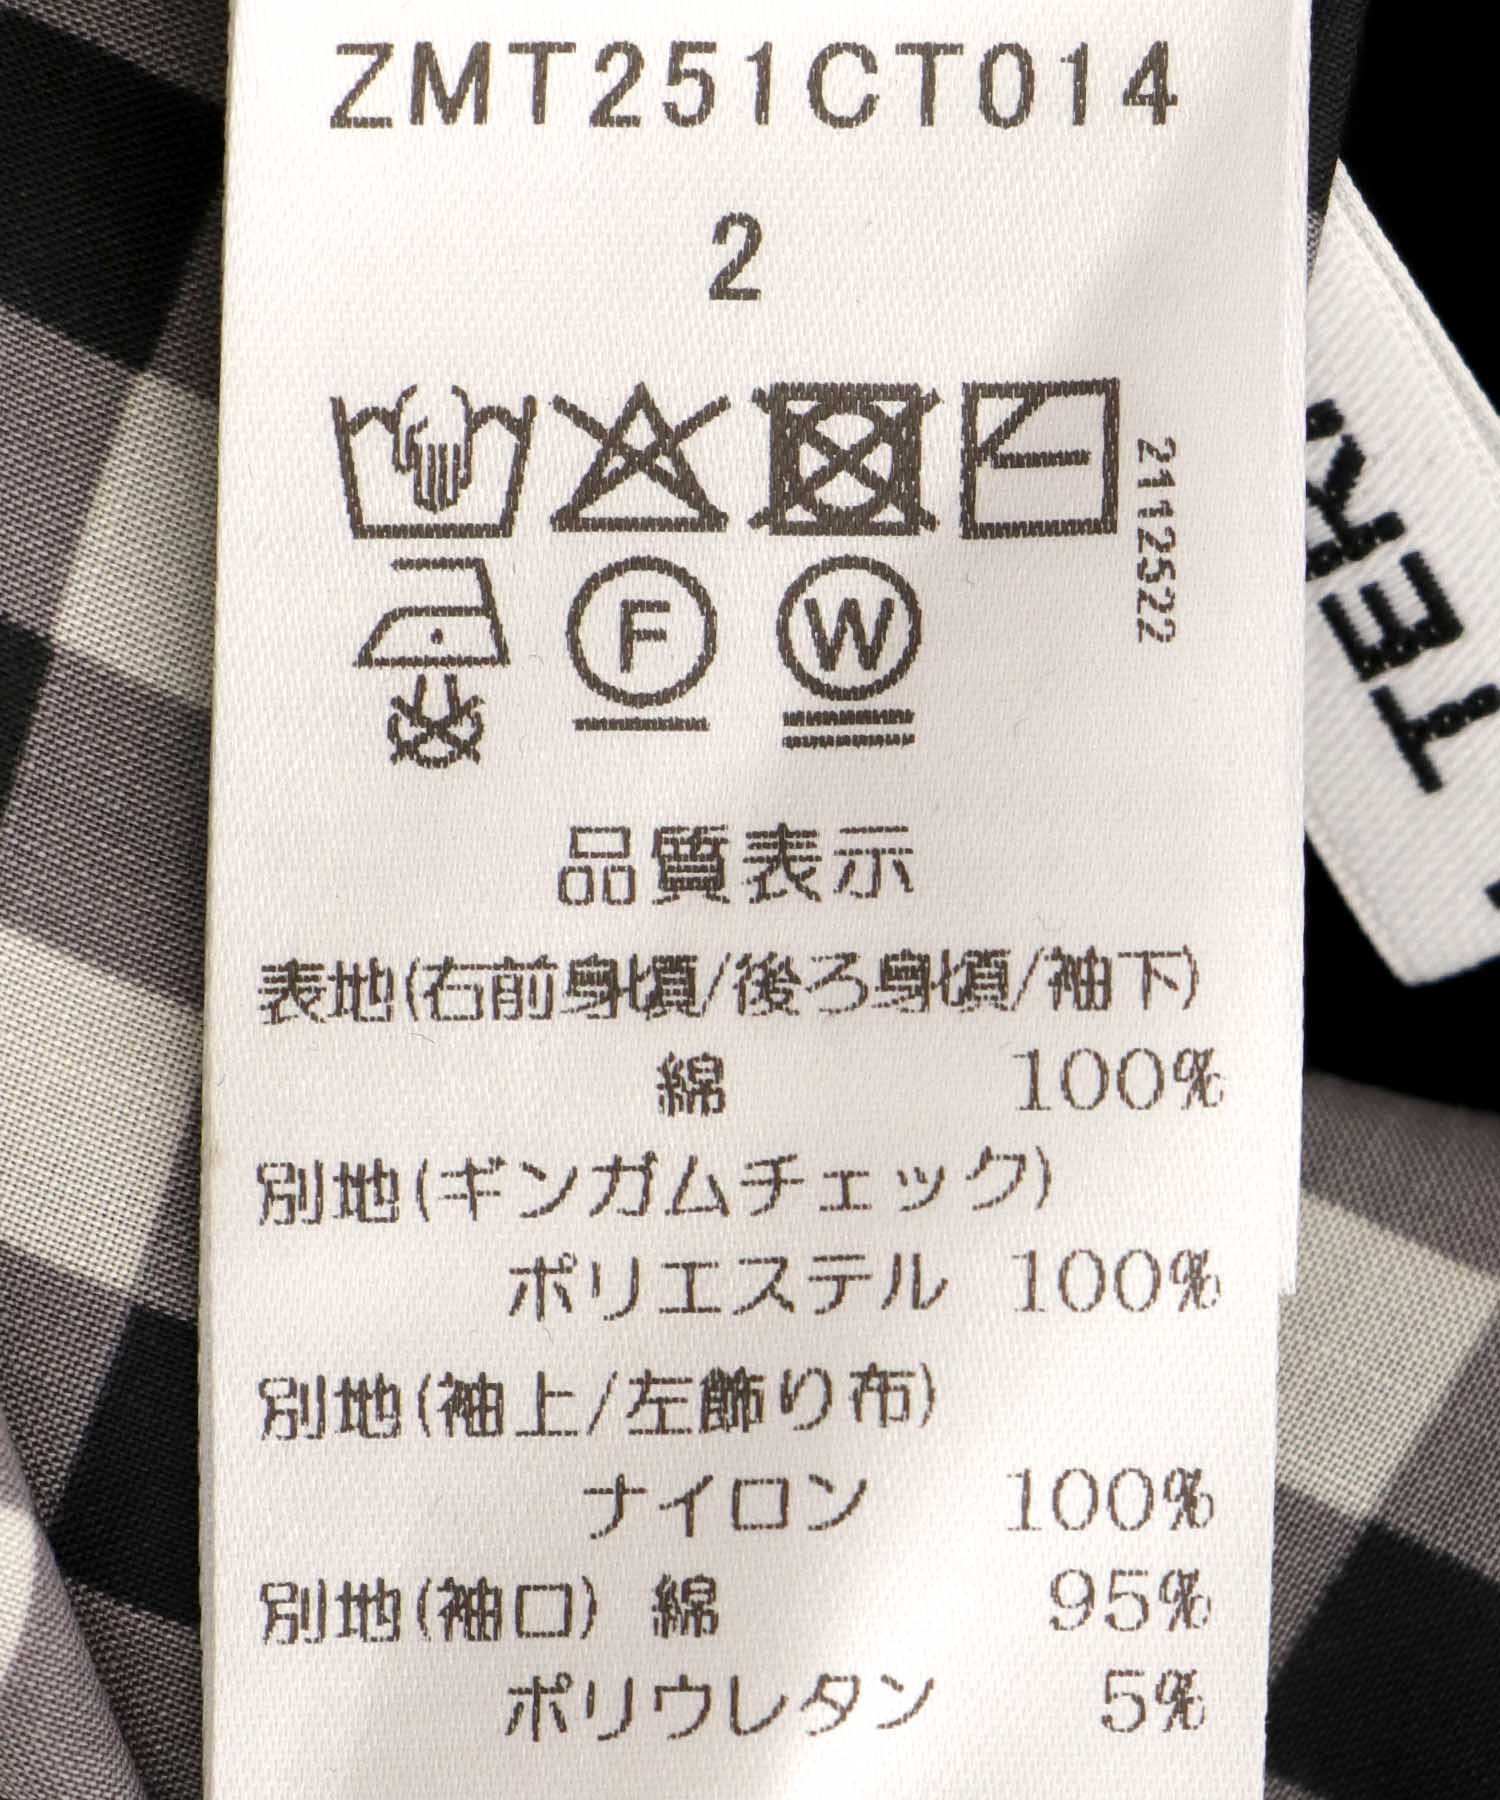 ZMT251CT014
2
21112522
F
W
品質表示
表地(右前身頃/後ろ身頃/袖下)
綿 100%
別地(ギンガムチェック)
ポリエステル 100%
別地(袖上/左飾り布)
ナイロン 100%
別地(袖口) 綿 95%
ポリウレタン 5%